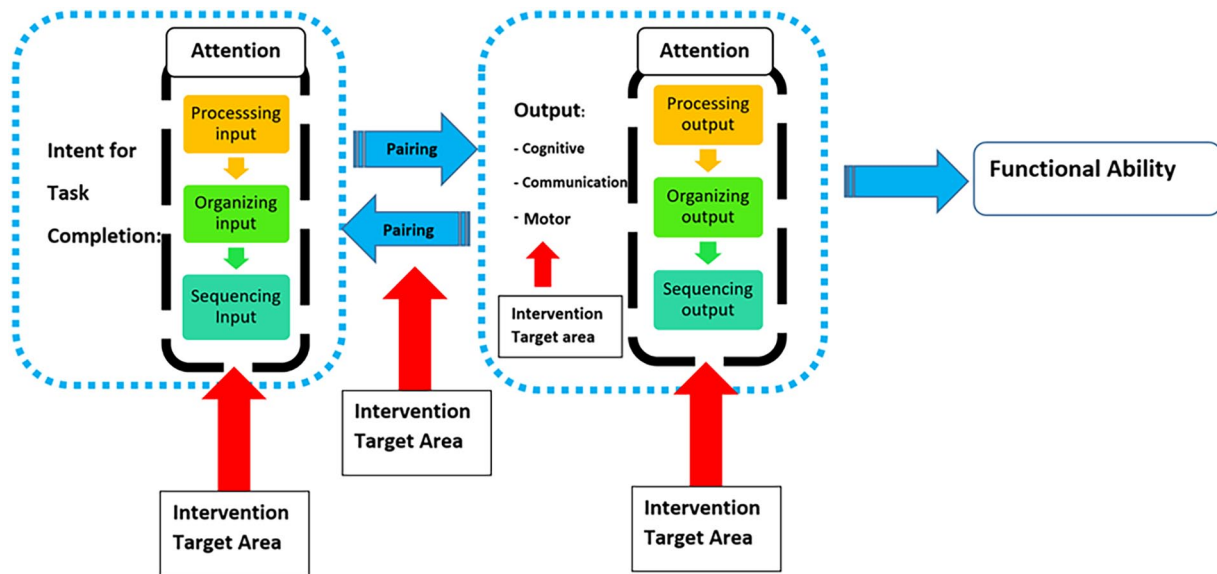 Attention
Processsing
input
Organizing
input
Sequencing
Input
Intent for
Task
Completion:
Pairing
Pairing
Attention
Output:
- Cognitive
- Communication
- Motor
Processing
output
Organizing
output
Sequencing
output
Intervention
Target area
Functional Ability
Intervention
Target Area
Intervention
Target Area
Intervention
Target Area